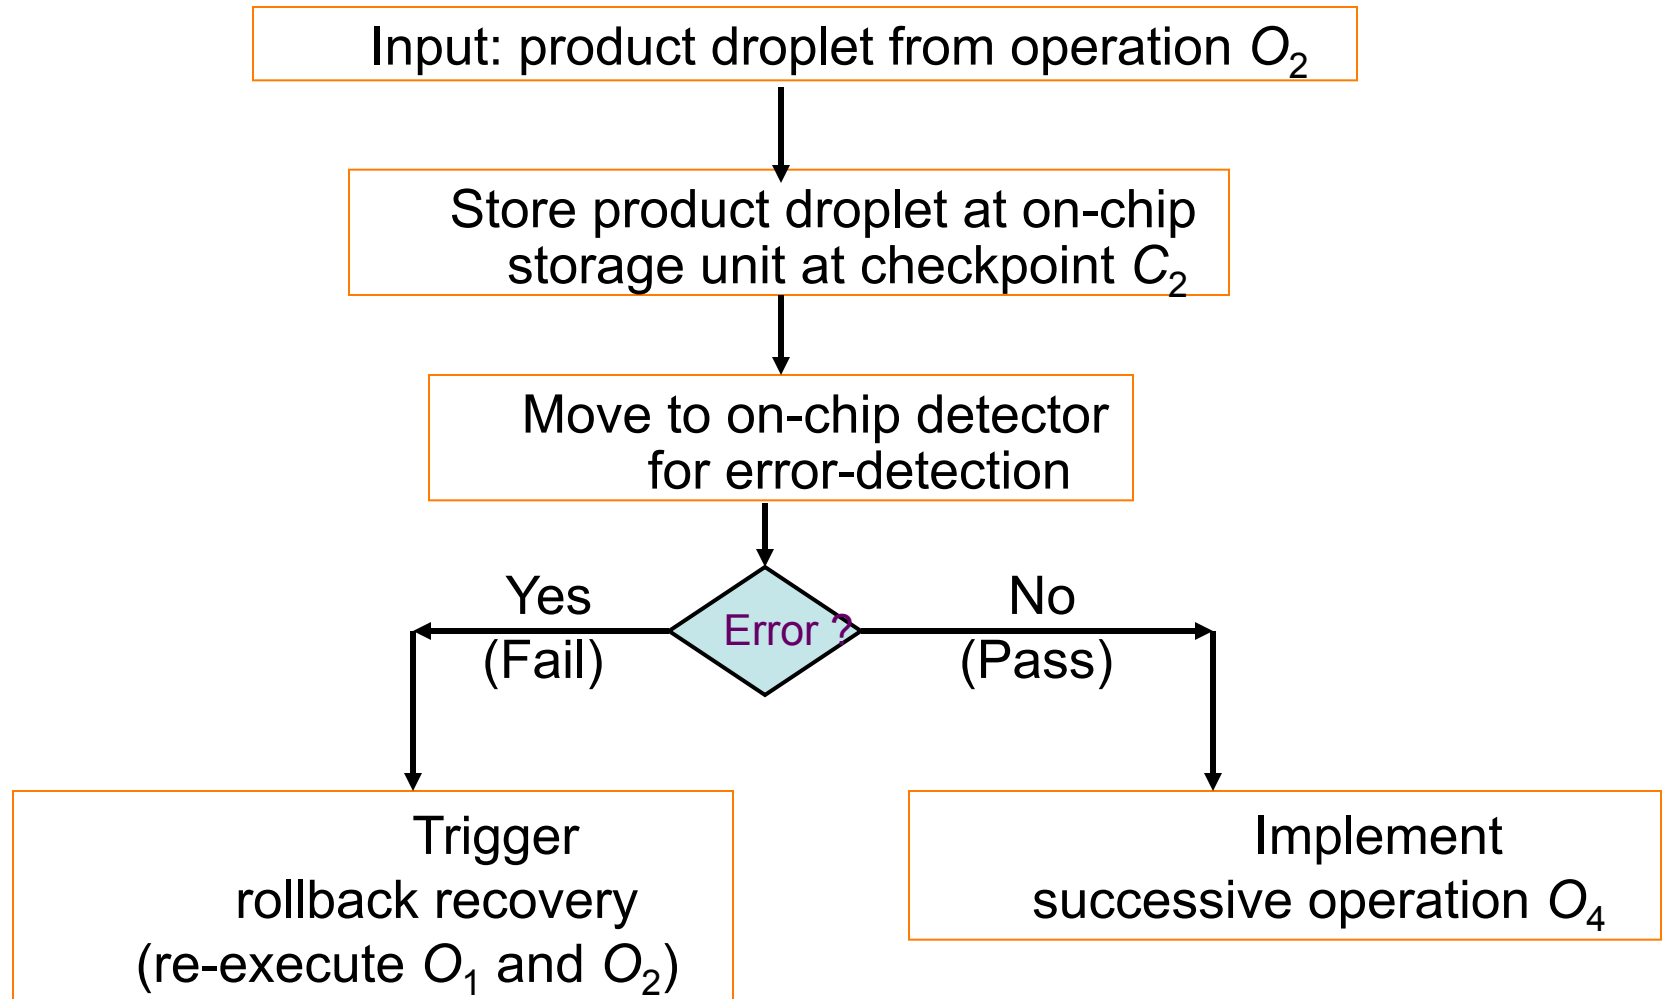 Input: product droplet from operation O₂
Store product droplet at on-chip
storage unit at checkpoint C₂
Move to on-chip detector
for error-detection
Yes
No
Error ?
(Fail)
(Pass)
Trigger
rollback recovery
(re-execute O₁ and O₂)
Implement
successive operation O₄